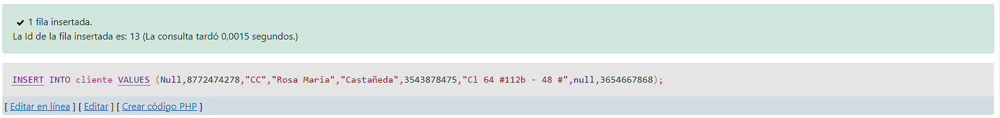 1 fila insertada.
La Id de la fila insertada es: 13 (La consulta tardó 0,0015 segundos.)
INSERT INTO cliente VALUES (Null,8772474278,"CC","Rosa Maria","Castañeda",3543878475,"Cl 64 #112b - 48 #",null,3654667868);
[ Editar en línea ] [ Editar ] [ Crear código PHP ]